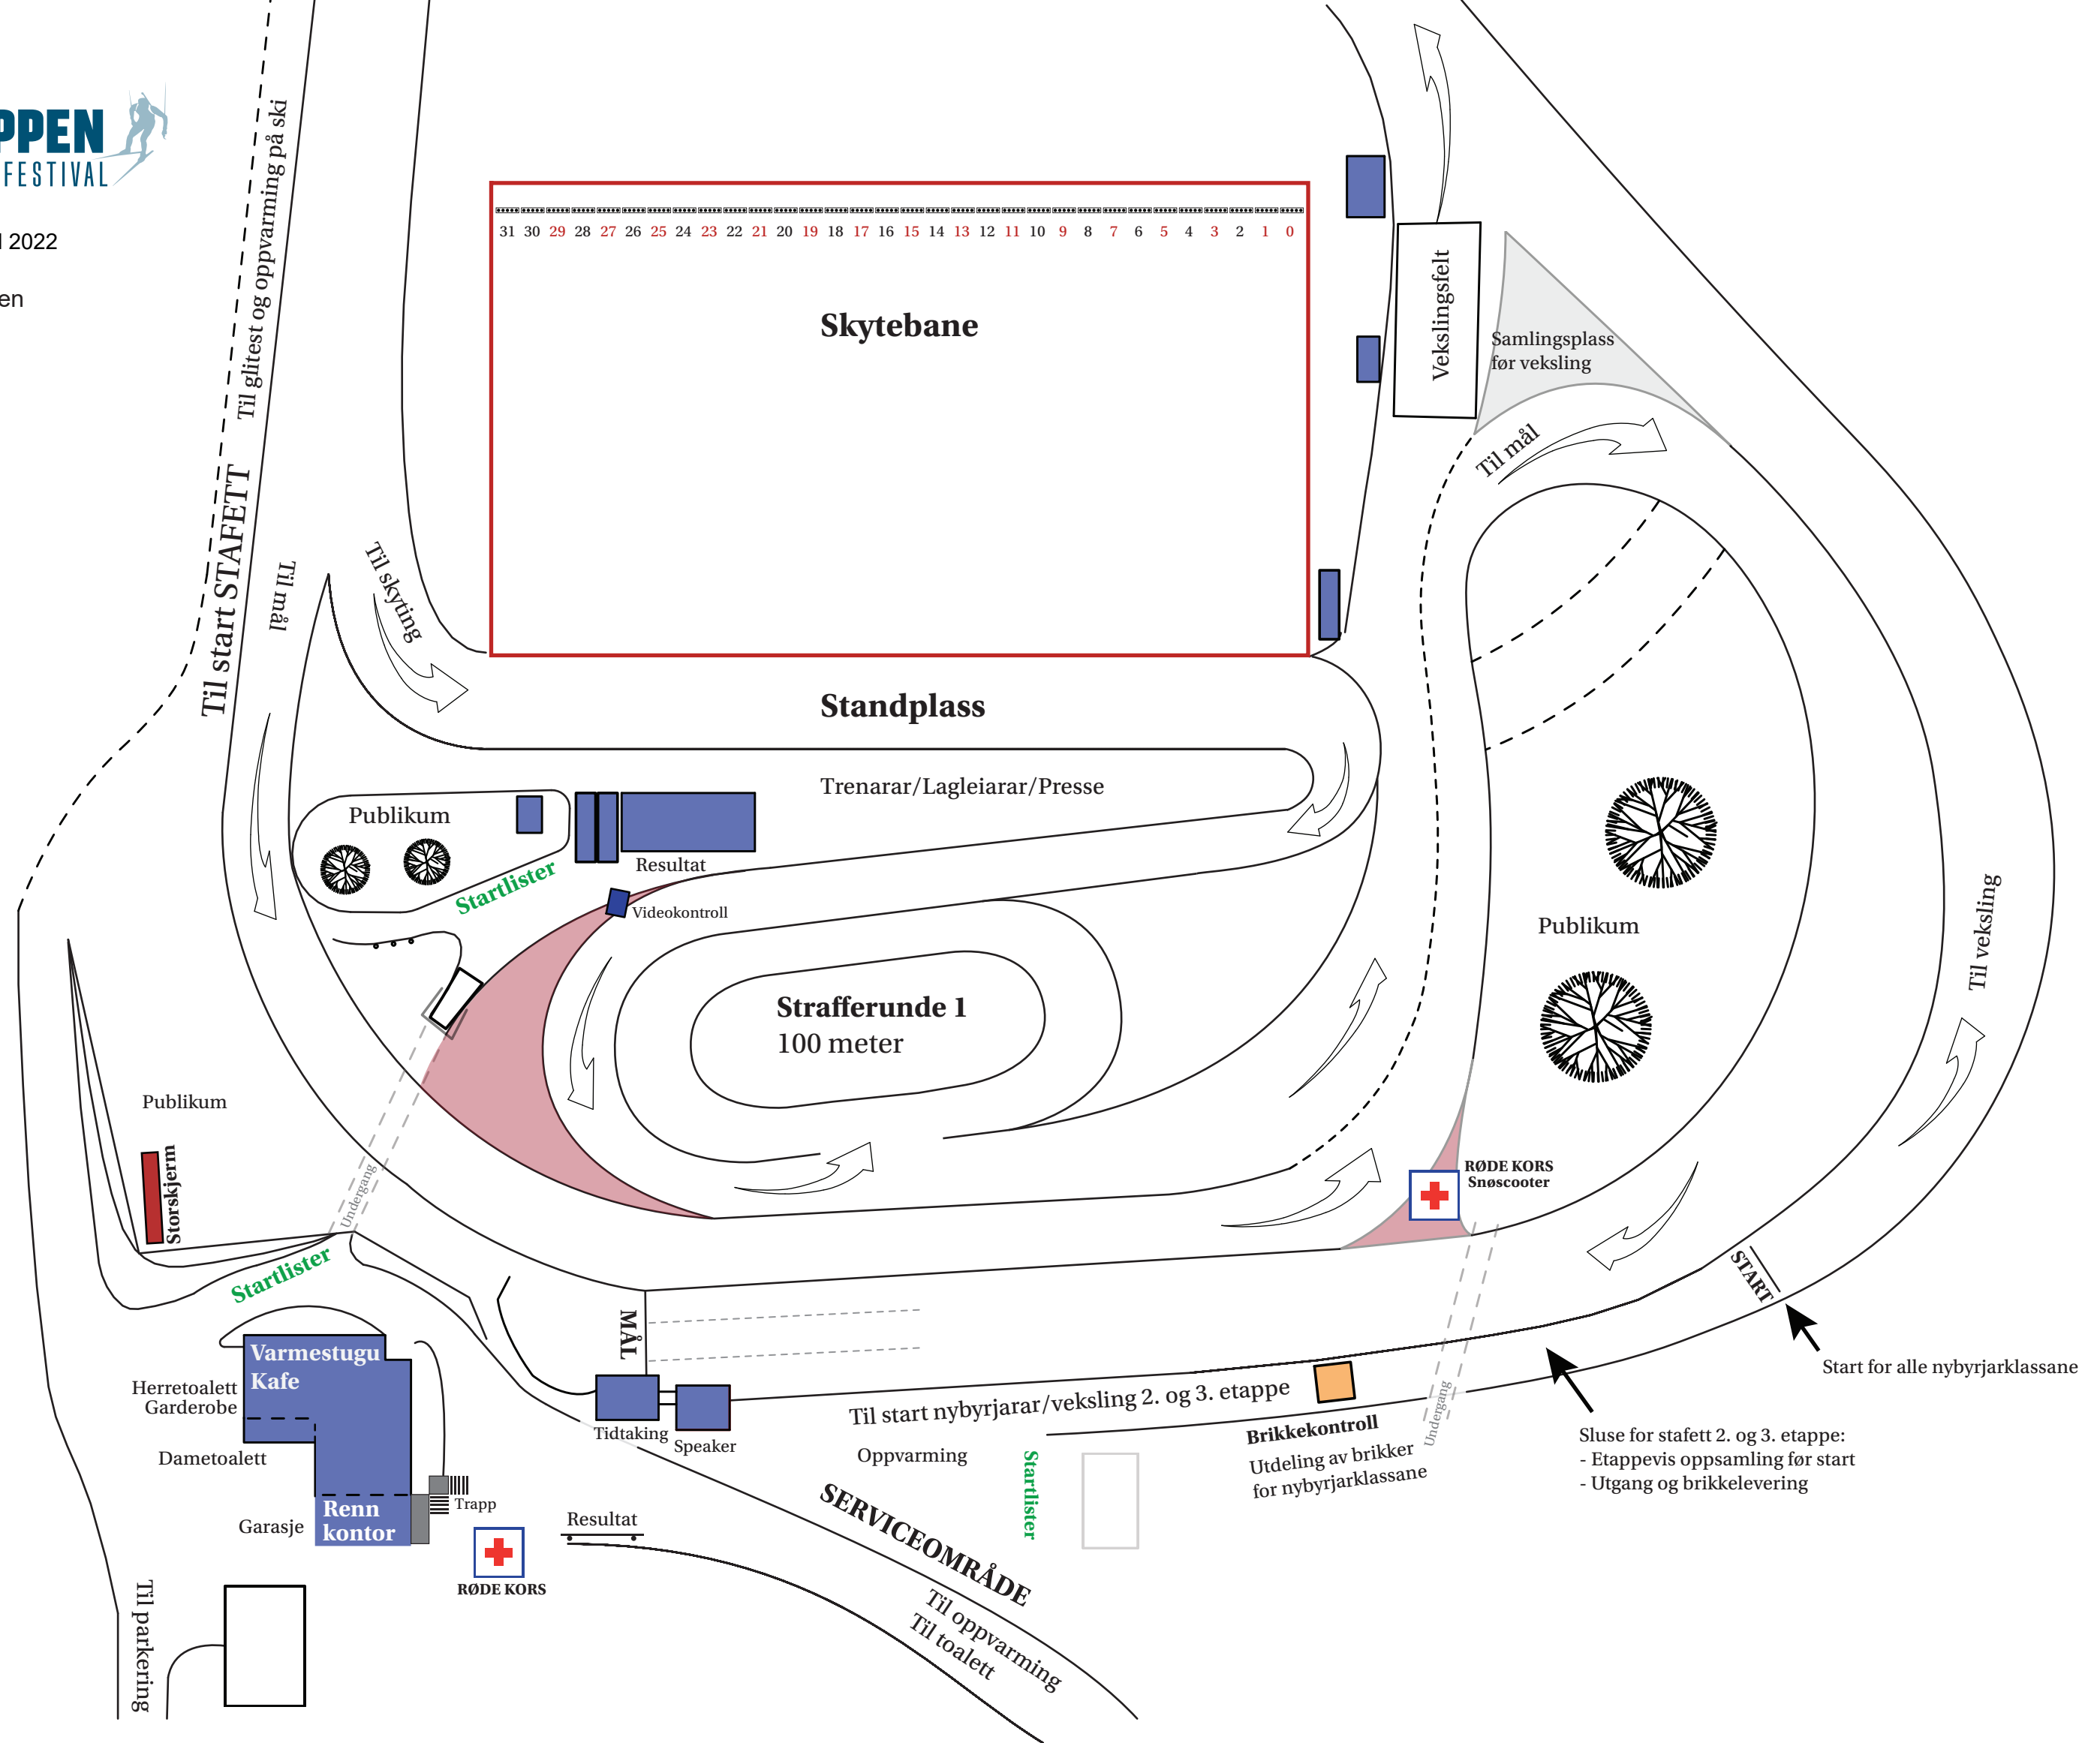 FESTIVAL
2022
Til glitest og oppvarming på ski
Til start STAFETT
Til mål
Til skyting
31 30 29 28 27 26 25 24 23 22 21 20 19 18 17 16 15 14 13 12 11 10 9 8 7 6 5 4 3 2 1 0
Skytebane
Vekslingsfelt
Samlingsplass
før veksling
Til mål
Standplass
Trenarar/Lagleiarar/Presse
Publikum
Startlister
Resultat
Videokontroll
Strafferunde 1
100 meter
Publikum
Til veksling
Publikum
Storskjerm
Undergang
Startlister
RØDE KORS
Snøscooter
START
Start for alle nybyrjarklassane
MÅL
Varmestugu
Kafe
Herretoalett
Garderobe
Dametoalett
Renn
kontor
Garasje
Trapp
RØDE KORS
Resultat
Tidtaking
Speaker
Til start nybyrjarar/veksling 2. og 3. etappe
Oppvarming
Startlister
Brikkekontroll
Utdeling av brikker
for nybyrjarklassane
Undergang
Sluse for stafett 2. og 3. etappe:
- Etappevis oppsamling før start
- Utgang og brikkelevering
SERVICEOMRÅDE
Til oppvarming
Til toalett
Til parkering